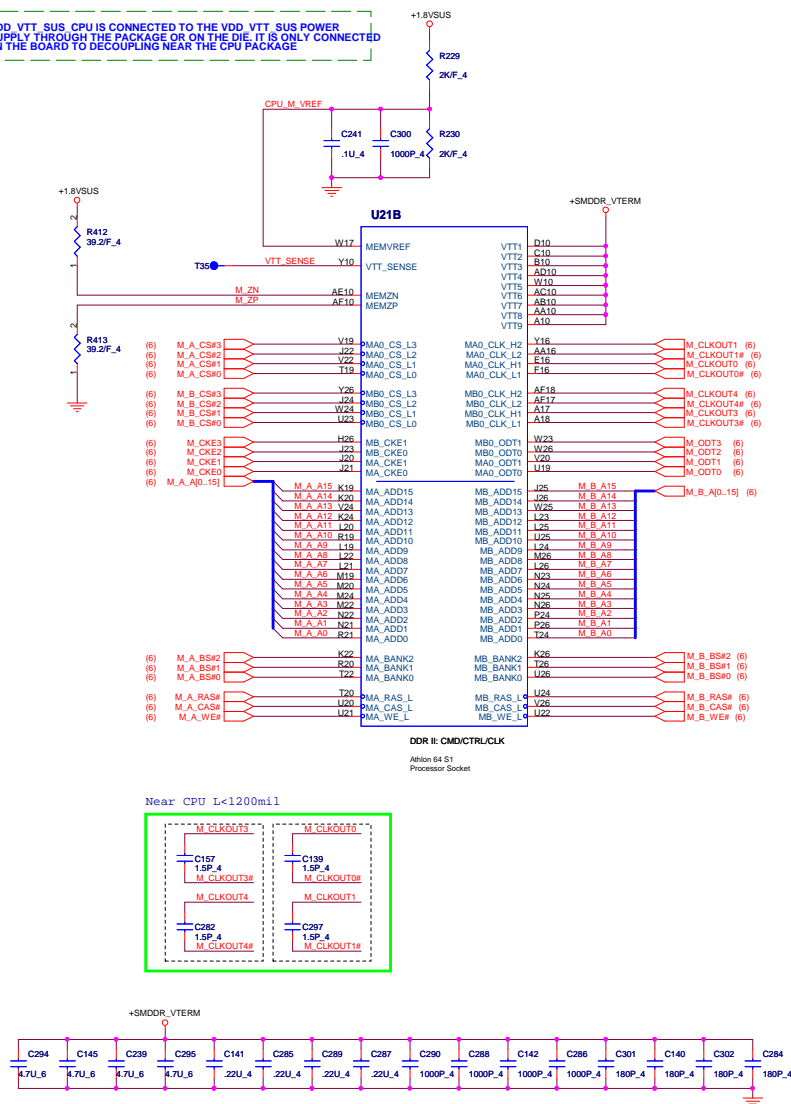 DD_VTT_SUS_CPU IS CONNECTED TO THE VDD_VTT_SUS POWER
UPPLY THROUGH THE PACKAGE OR ON THE DIE. IT IS ONLY CONNECTED
N THE BOARD TO DECOUPLING NEAR THE CPU PACKAGE
+1.8VSUS
R229
2K/F_4
CPU_M_VREF
C241
.1U_4
C300
1000P_4
R230
2K/F_4
+1.8VSUS
2
R412
39.2/F_4
1
+SMDDR_VTERM
U21B
W17 MEMVREF
T35 VTT_SENSE Y10 VTT_SENSE
M_ZN AE10 MEMZN
M_ZP AF10 MEMZP
2
R413
39.2/F_4
1
VTT1 D10
VTT2 C10
VTT3 B10
VTT4 AD10
VTT5 W10
VTT6 AC10
VTT7 AB10
VTT8 AA10
VTT9 A10
(6) M_A_CS#3 V19 MA0_CS_L3 MA0_CLK_H2 Y16 M_CLKOUT1 (6)
(6) M_A_CS#2 J22 MA0_CS_L2 MA0_CLK_L2 AA16 M_CLKOUT1# (6)
(6) M_A_CS#1 V22 MA0_CS_L1 MA0_CLK_H1 E16 M_CLKOUT0 (6)
(6) M_A_CS#0 T19 MA0_CS_L0 MA0_CLK_L1 F16 M_CLKOUT0# (6)
(6) M_B_CS#3 Y26 MB0_CS_L3 MB0_CLK_H2 AF18 M_CLKOUT4 (6)
(6) M_B_CS#2 J24 MB0_CS_L2 MB0_CLK_L2 AF17 M_CLKOUT4# (6)
(6) M_B_CS#1 W24 MB0_CS_L1 MB0_CLK_H1 A17 M_CLKOUT3 (6)
(6) M_B_CS#0 U23 MB0_CS_L0 MB0_CLK_L1 A18 M_CLKOUT3# (6)
(6) M_CKE3 H26 MB_CKE1 MB0_ODT1 W23 M_ODT3 (6)
(6) M_CKE2 J23 MB_CKE0 MB0_ODT0 W26 M_ODT2 (6)
(6) M_CKE1 J20 MA_CKE1 MA0_ODT1 V20 M_ODT1 (6)
(6) M_CKE0 J21 MA_CKE0 MA0_ODT0 U19 M_ODT0 (6)
(6) M_A_A[0..15]
M_B_A[0..15] (6)
M_A_A15 K19 MA_ADD15 MB_ADD15 J25 M_B_A15
M_A_A14 K20 MA_ADD14 MB_ADD14 J26 M_B_A14
M_A_A13 V24 MA_ADD13 MB_ADD13 W25 M_B_A13
M_A_A12 K24 MA_ADD12 MB_ADD12 L23 M_B_A12
M_A_A11 L20 MA_ADD11 MB_ADD11 L25 M_B_A11
M_A_A10 R19 MA_ADD10 MB_ADD10 U25 M_B_A10
M_A_A9 L19 MA_ADD9 MB_ADD9 L24 M_B_A9
M_A_A8 L22 MA_ADD8 MB_ADD8 M26 M_B_A8
M_A_A7 L21 MA_ADD7 MB_ADD7 L26 M_B_A7
M_A_A6 M19 MA_ADD6 MB_ADD6 N23 M_B_A6
M_A_A5 M20 MA_ADD5 MB_ADD5 N24 M_B_A5
M_A_A4 M24 MA_ADD4 MB_ADD4 N25 M_B_A4
M_A_A3 M22 MA_ADD3 MB_ADD3 N26 M_B_A3
M_A_A2 N22 MA_ADD2 MB_ADD2 P24 M_B_A2
M_A_A1 N21 MA_ADD1 MB_ADD1 P26 M_B_A1
M_A_A0 R21 MA_ADD0 MB_ADD0 T24 M_B_A0
(6) M_A_BS#2 K22 MA_BANK2 MB_BANK2 K26 M_B_BS#2 (6)
(6) M_A_BS#1 R20 MA_BANK1 MB_BANK1 T26 M_B_BS#1 (6)
(6) M_A_BS#0 T22 MA_BANK0 MB_BANK0 U26 M_B_BS#0 (6)
(6) M_A_RAS# T20 MA_RAS_L MB_RAS_L U24 M_B_RAS# (6)
(6) M_A_CAS# U20 MA_CAS_L MB_CAS_L V26 M_B_CAS# (6)
(6) M_A_WE# U21 MA_WE_L MB_WE_L U22 M_B_WE# (6)
DDR II: CMD/CTRL/CLK
Athlon 64 S1
Processor Socket
Near CPU L<1200mil
M_CLKOUT3 M_CLKOUT0
C157 C139
1.5P_4 1.5P_4
M_CLKOUT3# M_CLKOUT0#
M_CLKOUT4 M_CLKOUT1
C282 C297
1.5P_4 1.5P_4
M_CLKOUT4# M_CLKOUT1#
+SMDDR_VTERM
C294 C145 C239 C295 C141 C285 C289 C287 C290 C288 C142 C286 C301 C140 C302 C284
4.7U_6 4.7U_6 4.7U_6 4.7U_6 .22U_4 .22U_4 .22U_4 .22U_4 1000P_4 1000P_4 1000P_4 1000P_4 180P_4 180P_4 180P_4 180P_4